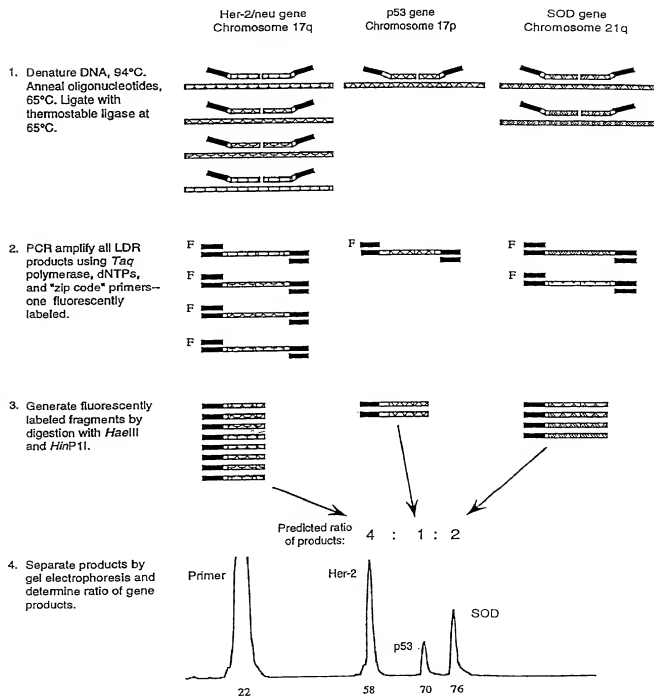 Her-2/neu gene
Chromosome 17q
p53 gene
Chromosome 17p
SOD gene
Chromosome 21q
1. Denature DNA, 94°C.
Anneal oligonucleotides,
65°C. Ligate with
thermostable ligase at
65°C.
2. PCR amplify all LDR
products using Taq
polymerase, dNTPs,
and "zip code" primers--
one fluorescently
labeled.
F
F
F
F
F
F
F
3. Generate fluorescently
labeled fragments by
digestion with HaeIII
and HinP1I.
Predicted ratio
of products:
4 : 1 : 2
4. Separate products by
gel electrophoresis and
determine ratio of gene
products.
Primer
Her-2
p53
SOD
22
58
70
76